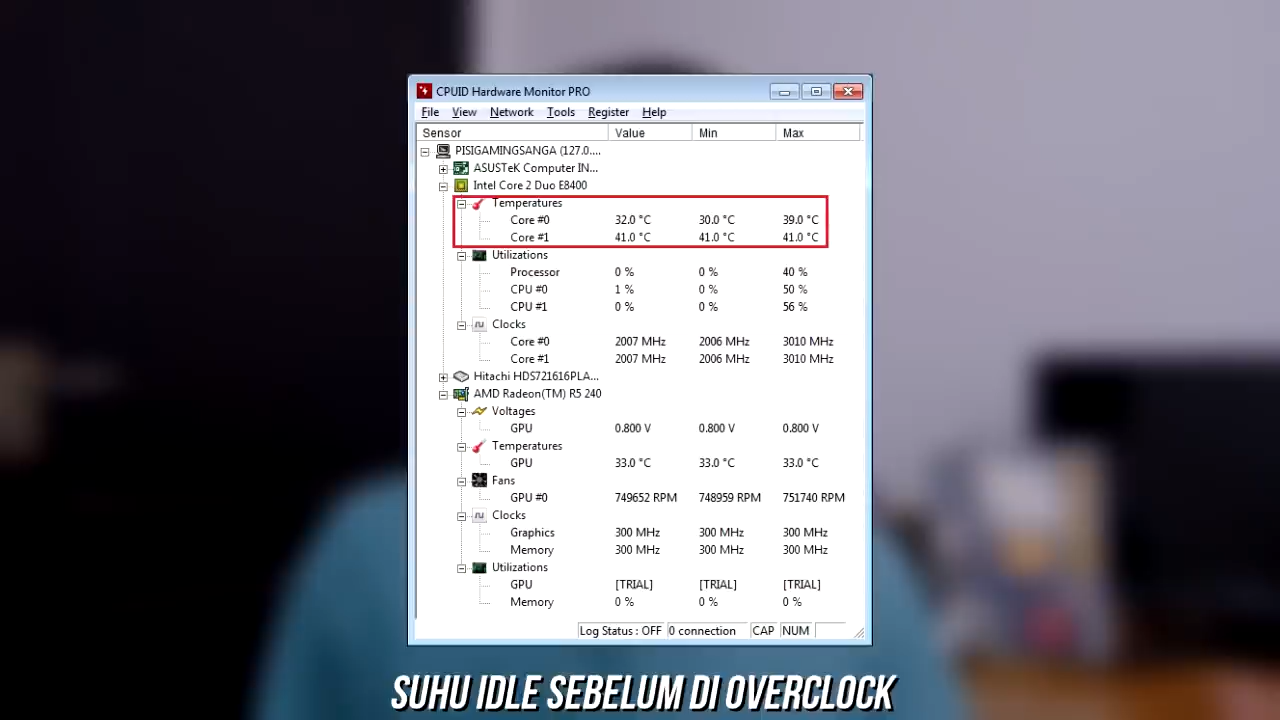 CPUID Hardware Monitor PRO
File View Network Tools Register Help
Sensor Value Min Max
PISIGAMINGSANGA (127.0....
ASUSTeK Computer IN...
Intel Core 2 Duo E8400
Temperatures
Core #0 32.0 °C 30.0 °C 39.0 °C
Core #1 41.0 °C 41.0 °C 41.0 °C
Utilizations
Processor 0 % 0 % 40 %
CPU #0 1 % 0 % 50 %
CPU #1 0 % 0 % 56 %
Clocks
Core #0 2007 MHz 2006 MHz 3010 MHz
Core #1 2007 MHz 2006 MHz 3010 MHz
Hitachi HDS721616PLA...
AMD Radeon(TM) R5 240
Voltages
GPU 0.800 V 0.800 V 0.800 V
Temperatures
GPU 33.0 °C 33.0 °C 33.0 °C
Fans
GPU #0 749652 RPM 748959 RPM 751740 RPM
Clocks
Graphics 300 MHz 300 MHz 300 MHz
Memory 300 MHz 300 MHz 300 MHz
Utilizations
GPU [TRIAL] [TRIAL] [TRIAL]
Memory 0 % 0 % 0 %
Log Status : OFF 0 connection CAP NUM
SUHU IDLE SEBELUM DI OVERCLOCK